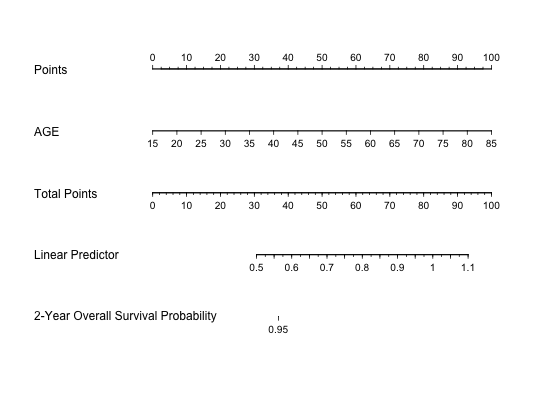 0 10 20 30 40 50 60 70 80 90 100
Points
AGE
15 20 25 30 35 40 45 50 55 60 65 70 75 80 85
Total Points
0 10 20 30 40 50 60 70 80 90 100
Linear Predictor
0.5 0.6 0.7 0.8 0.9 1 1.1
2-Year Overall Survival Probability
0.95